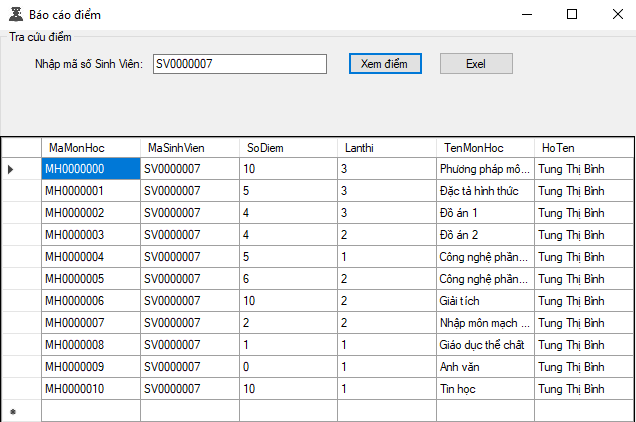 Báo cáo điểm
Tra cứu điểm
Nhập mã số Sinh Viên: SV0000007 Xem điểm Exel
MaMonHoc MaSinhVien SoDiem Lanthi TenMonHoc HoTen
MH0000000 SV0000007 10 3 Phương pháp mô... Tung Thị Bình
MH0000001 SV0000007 5 3 Đặc tả hình thức Tung Thị Bình
MH0000002 SV0000007 4 3 Đồ án 1 Tung Thị Bình
MH0000003 SV0000007 4 2 Đồ án 2 Tung Thị Bình
MH0000004 SV0000007 5 1 Công nghệ phần... Tung Thị Bình
MH0000005 SV0000007 6 2 Công nghệ phần... Tung Thị Bình
MH0000006 SV0000007 10 2 Giải tích Tung Thị Bình
MH0000007 SV0000007 2 2 Nhập môn mạch ... Tung Thị Bình
MH0000008 SV0000007 1 1 Giáo dục thể chất Tung Thị Bình
MH0000009 SV0000007 0 1 Anh văn Tung Thị Bình
MH0000010 SV0000007 10 1 Tin học Tung Thị Bình